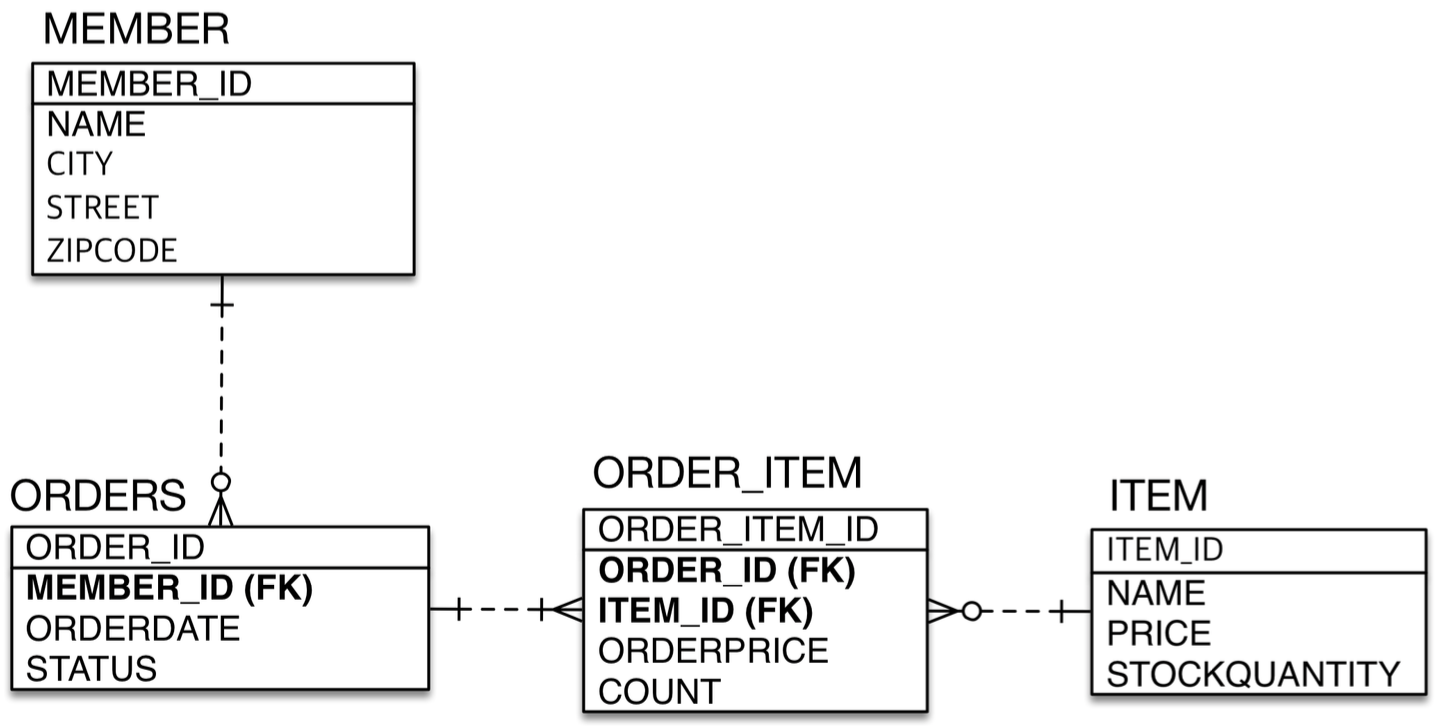 MEMBER
MEMBER_ID
NAME
CITY
STREET
ZIPCODE
ORDERS
ORDER_ID
MEMBER_ID (FK)
ORDERDATE
STATUS
ORDER_ITEM
ORDER_ITEM_ID
ORDER_ID (FK)
ITEM_ID (FK)
ORDERPRICE
COUNT
ITEM
ITEM_ID
NAME
PRICE
STOCKQUANTITY